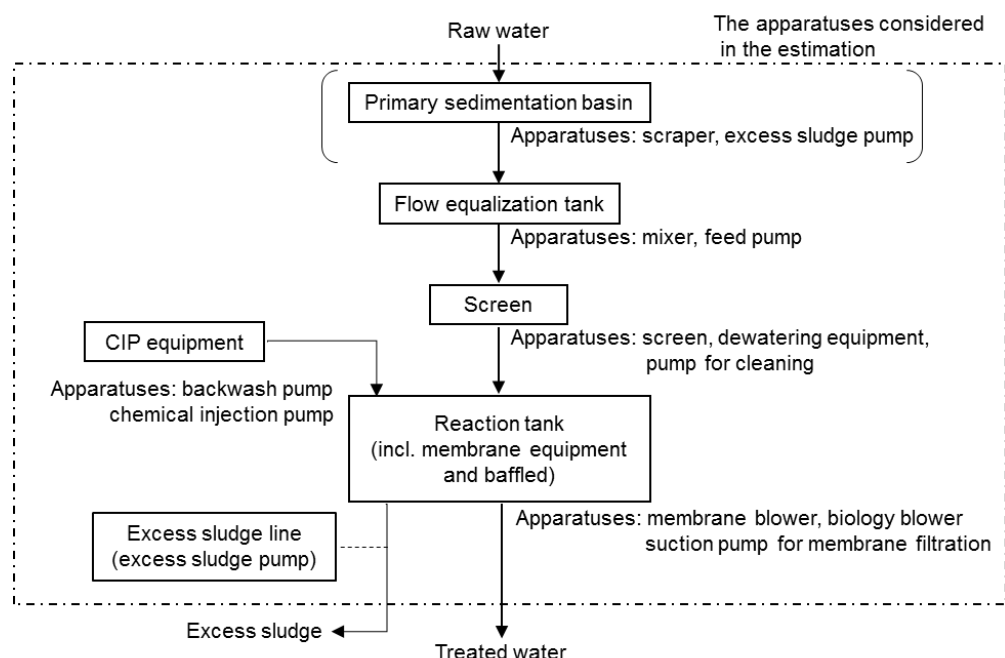 Raw water
The apparatuses considered
in the estimation
Primary sedimentation basin
Apparatuses: scraper, excess sludge pump
Flow equalization tank
Apparatuses: mixer, feed pump
Screen
Apparatuses: screen, dewatering equipment,
pump for cleaning
CIP equipment
Apparatuses: backwash pump
chemical injection pump
Reaction tank
(incl. membrane equipment
and baffled)
Apparatuses: membrane blower, biology blower
suction pump for membrane filtration
Excess sludge line
(excess sludge pump)
Excess sludge
Treated water